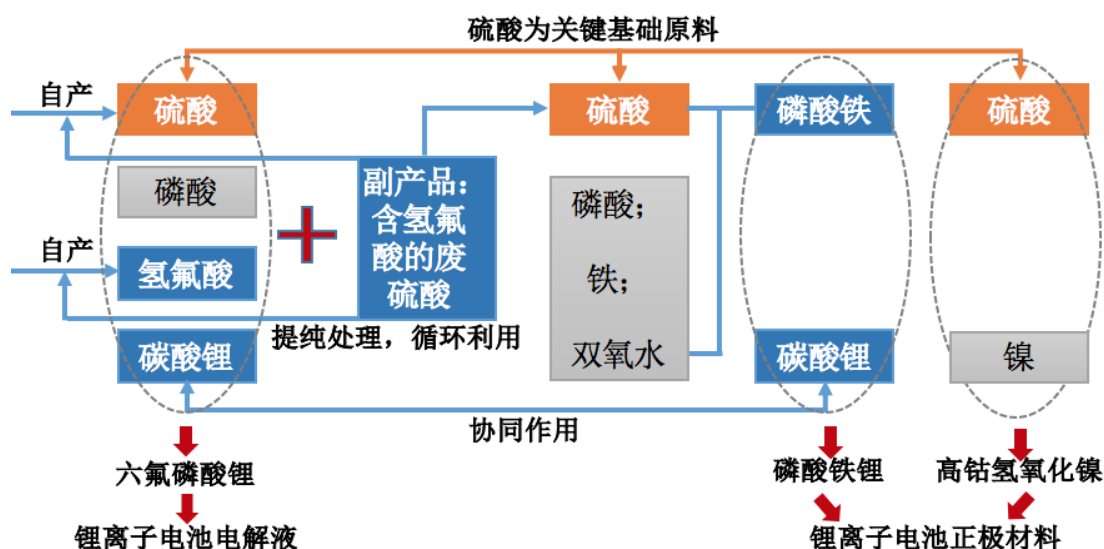 硫酸为关键基础原料
自产
硫酸
硫酸
磷酸铁
硫酸
磷酸
副产品：
含氢氟
酸的废
硫酸
磷酸；
铁；
双氧水
自产
氢氟酸
提纯处理，循环利用
碳酸锂
碳酸锂
镍
协同作用
六氟磷酸锂
磷酸铁锂
高钴氢氧化镍
锂离子电池电解液
锂离子电池正极材料